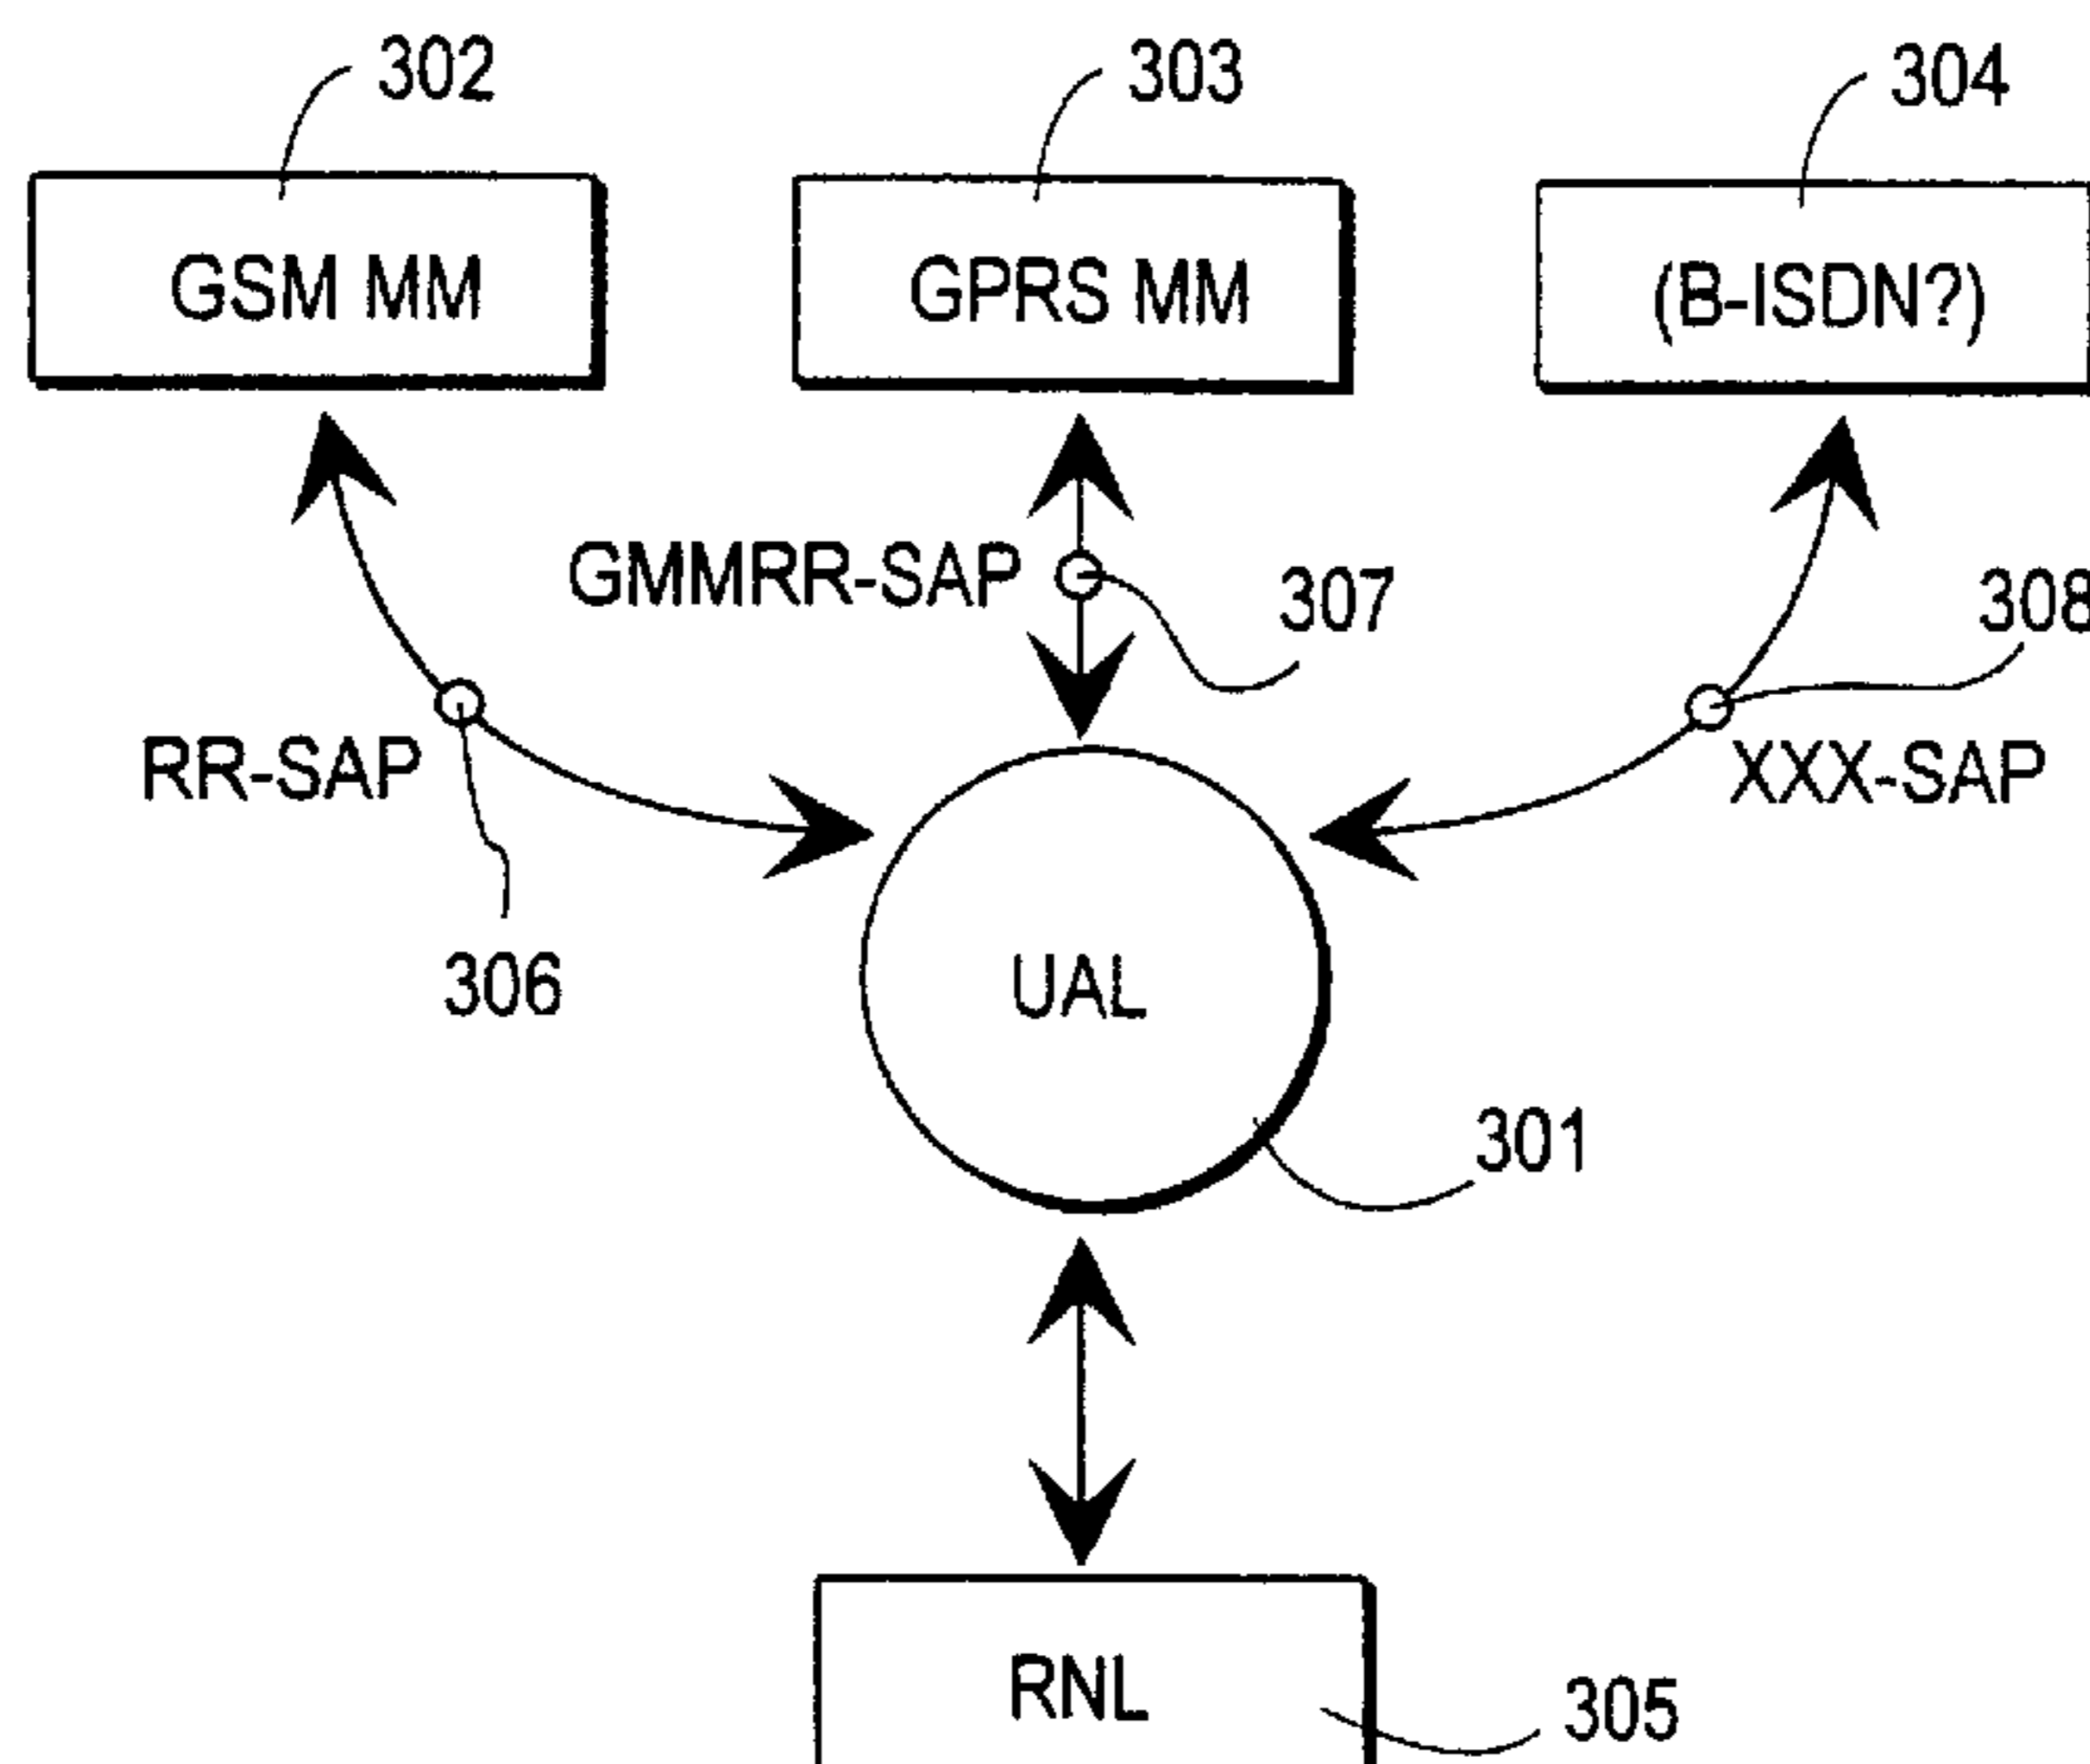 302
303
304
GSM MM
GPRS MM
(B-ISDN?)
GMMRR-SAP
307
308
RR-SAP
XXX-SAP
306
UAL
301
RNL
305